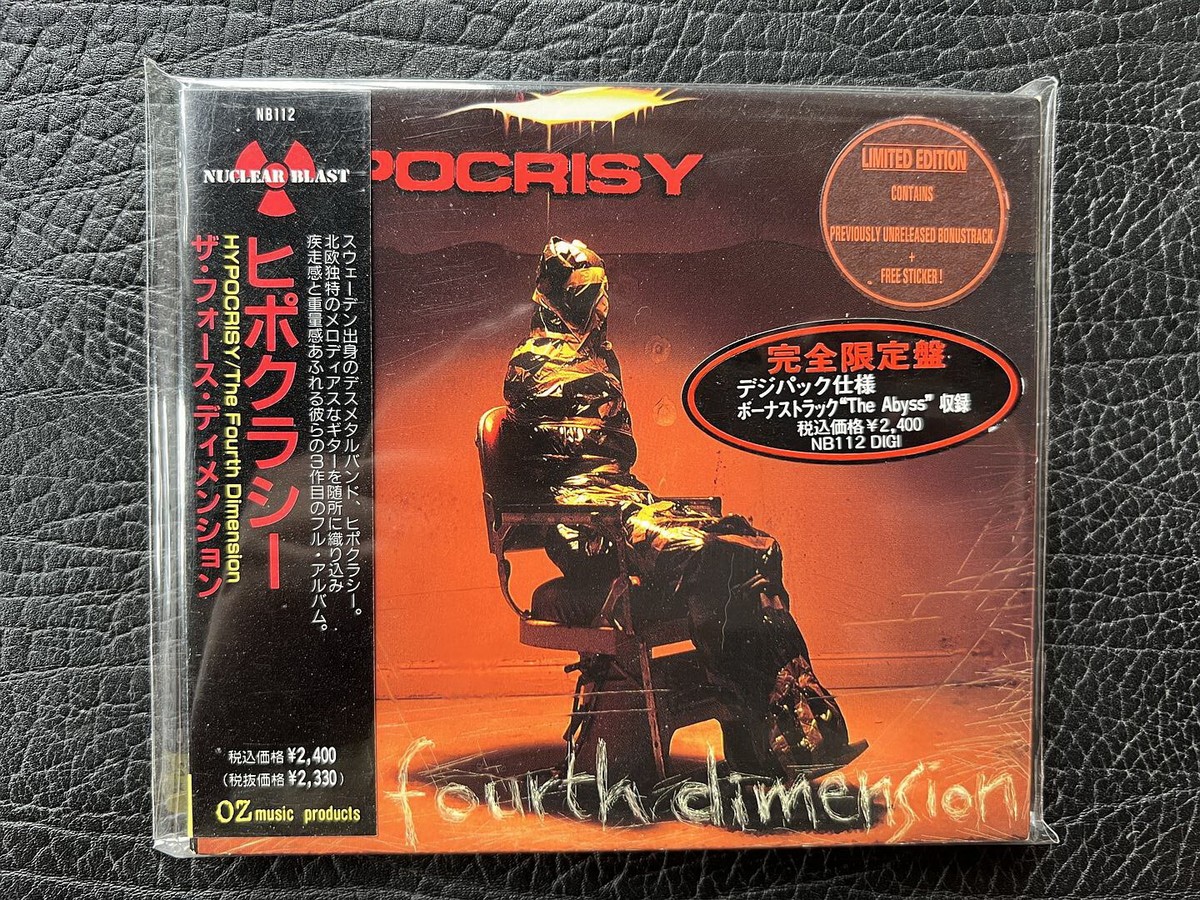 NB112
NUCLEAR BLAST
スウェーデン出身のデスメタルバンド、ヒポクラシー。
北欧独特のメロディアスなギターを随所に織り込み
疾走感と重量感あふれる彼らの3作目のフル・アルバム。
ヒポクラシー
HYPOCRISY/The Fourth Dimension
ザ・フォース・ディメンション
税込価格¥2,400
(税抜価格¥2,330)
OZ music products
POCRISY
LIMITED EDITION
CONTAINS
PREVIOUSLY UNRELEASED BONUSTRACK
+
FREE STICKER!
完全限定盤
デジパック仕様
ボーナストラック“The Abyss”収録
税込価格¥2,400
NB112 DIGI
fourth dimension